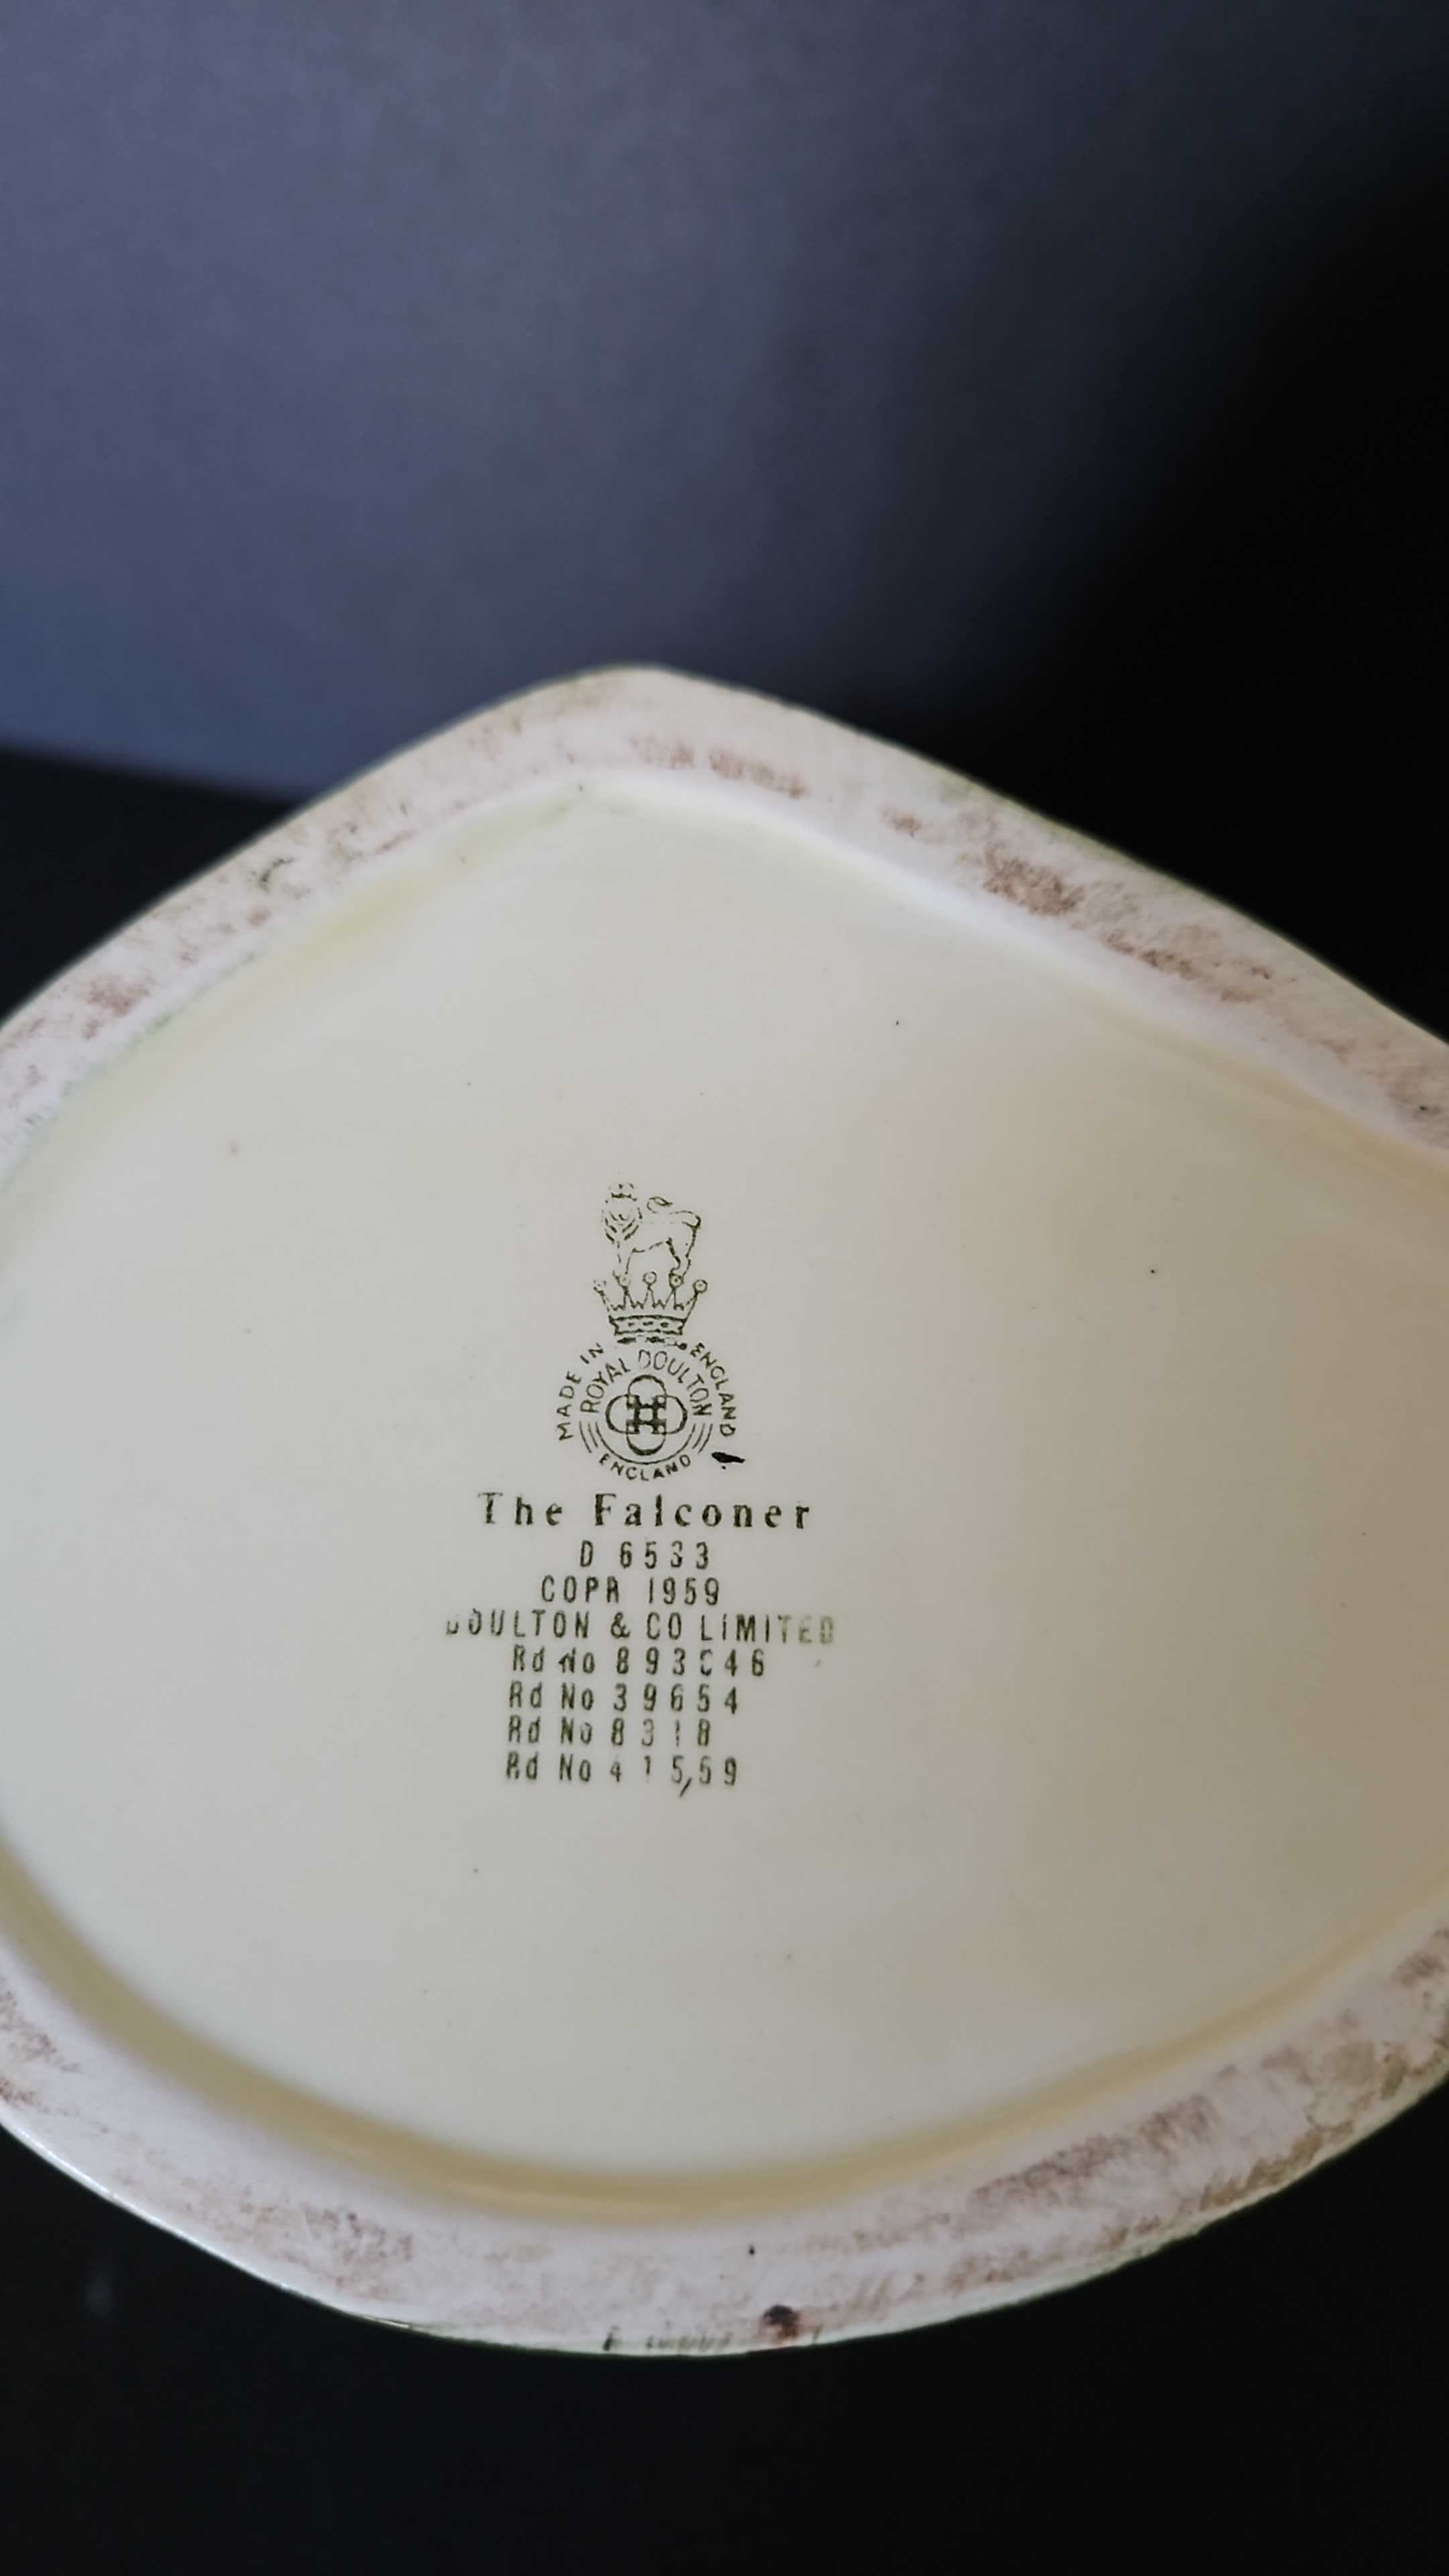 MADE IN ENGLAND
ROYAL DOULTON
ENGLAND
The Falconer
D 6533
COPR 1959
DOULTON & CO LIMITED
Rd No 893C46
Rd No 39654
Rd No 8318
Rd No 415/59